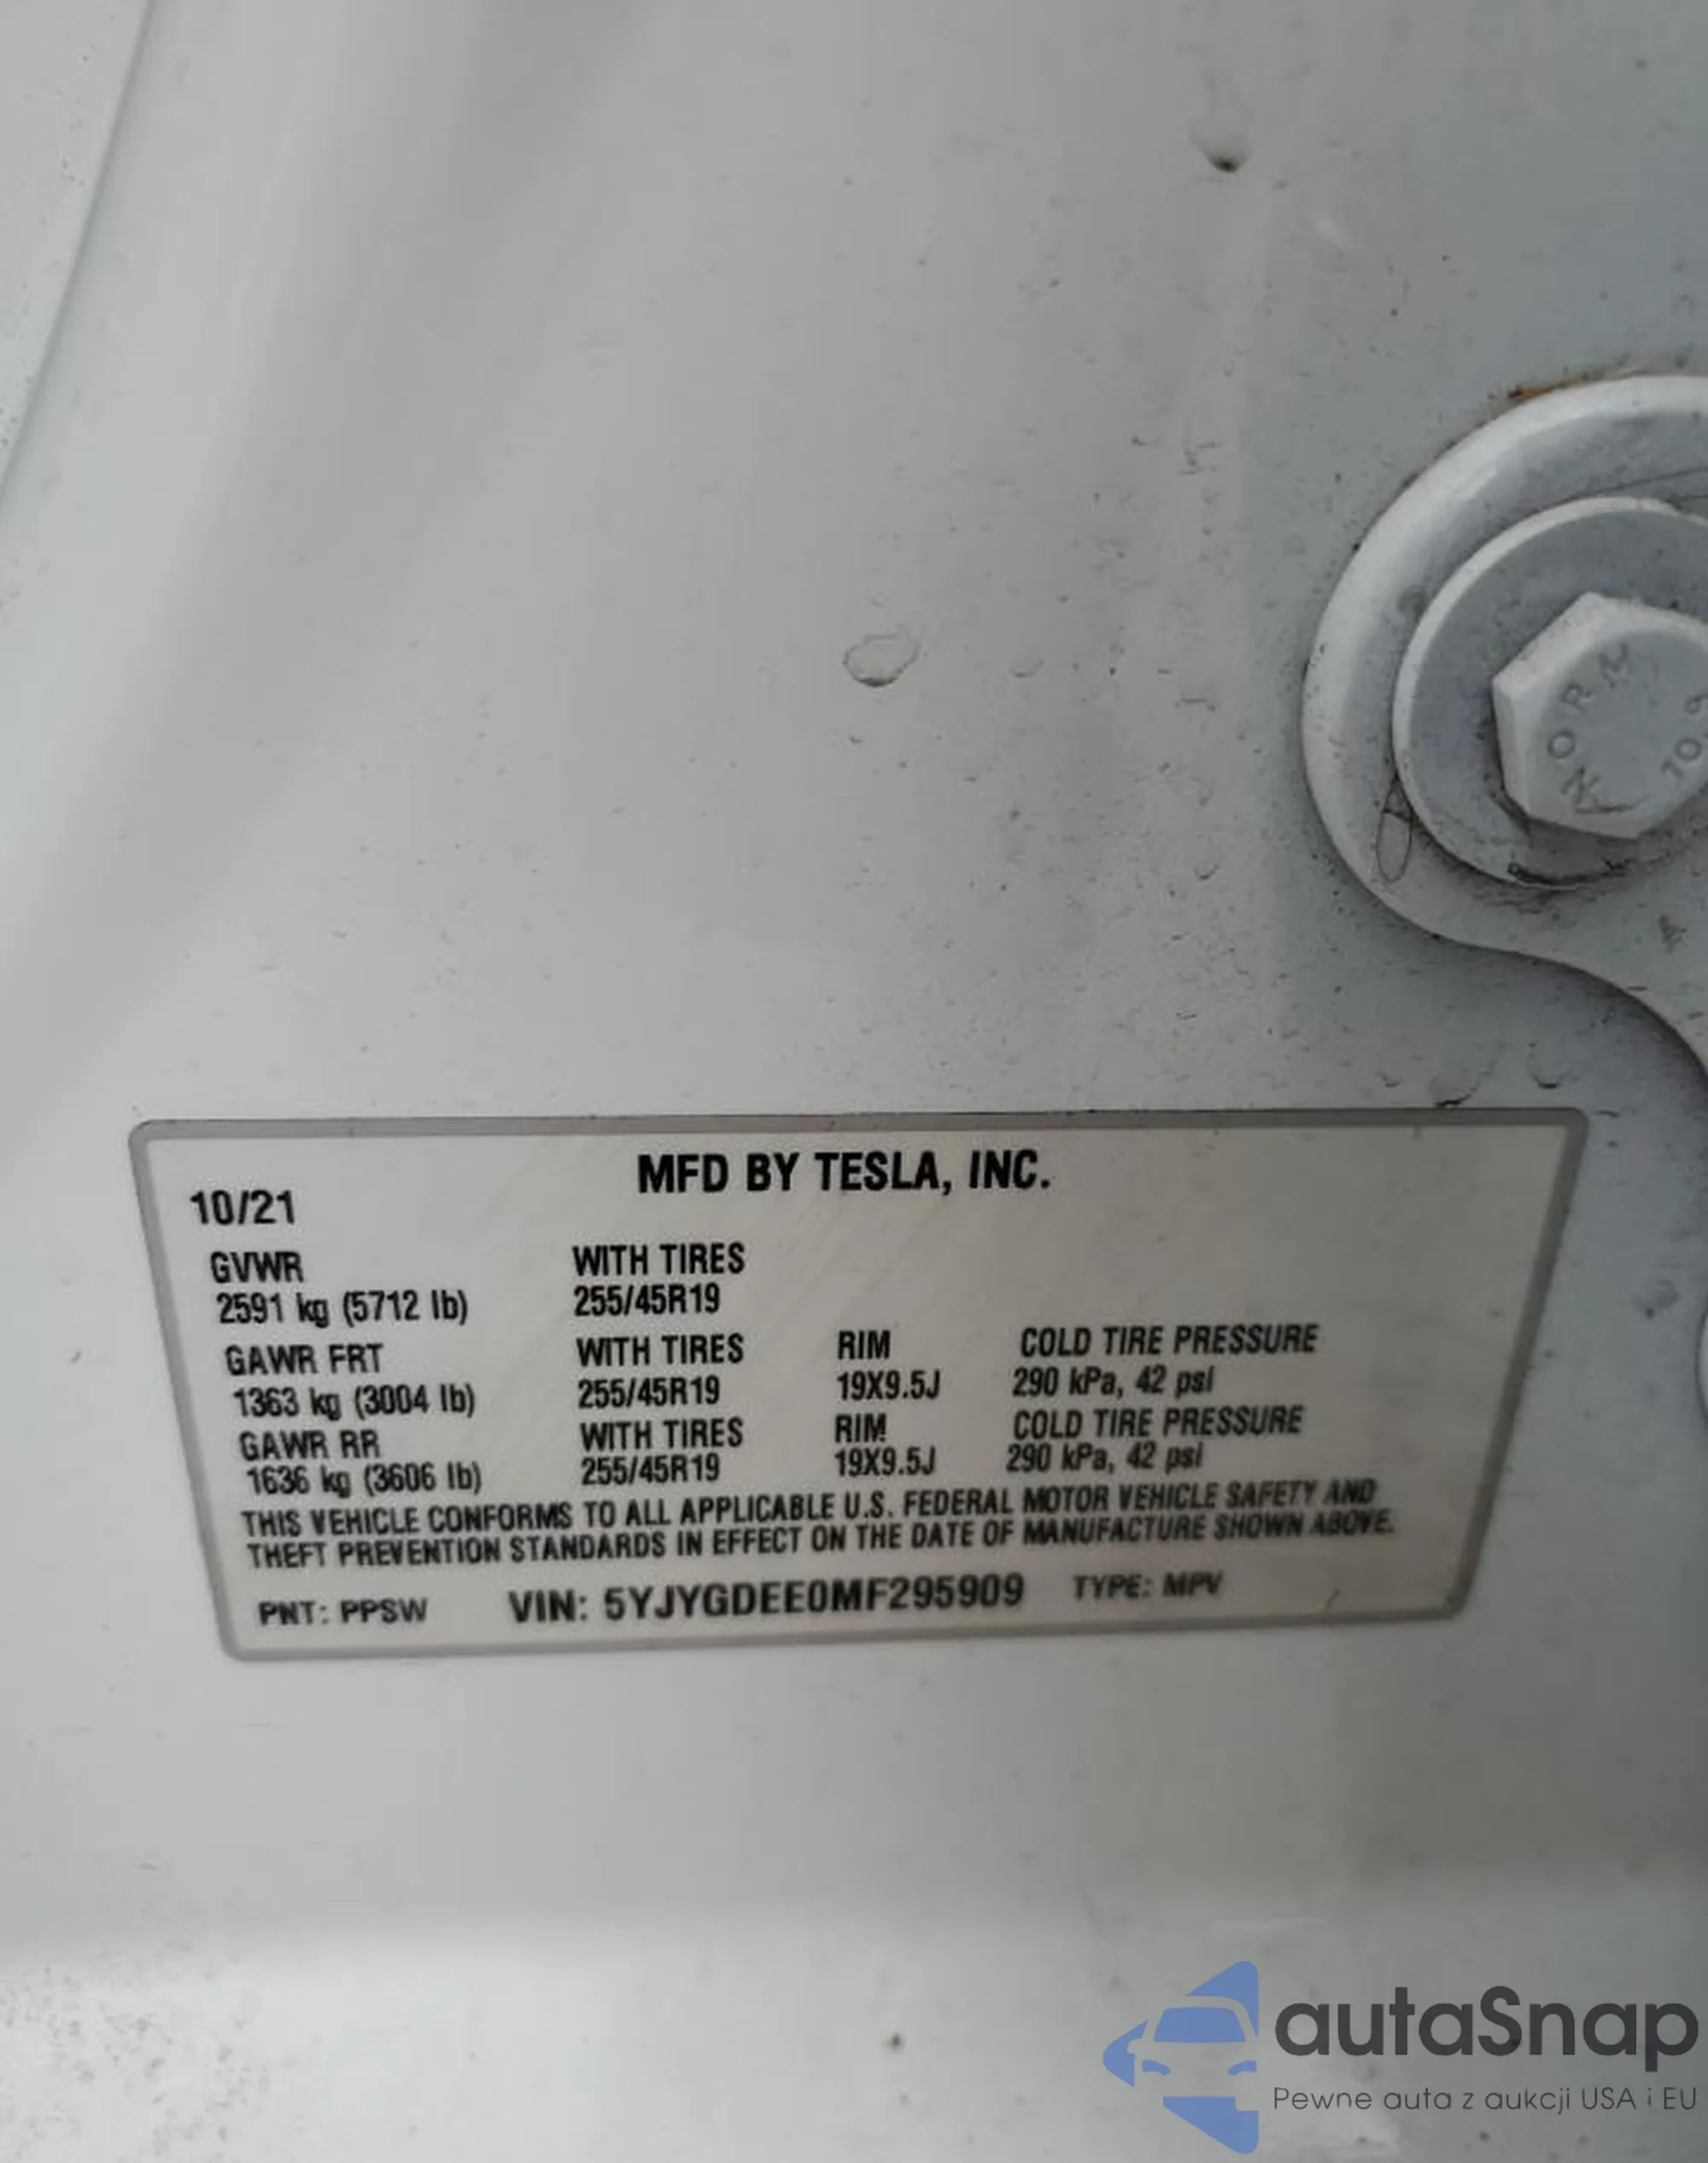 NORM
10.9
MFD BY TESLA, INC.
10/21
GVWR WITH TIRES
2591 kg (5712 lb) 255/45R19
GAWR FRT WITH TIRES RIM COLD TIRE PRESSURE
1363 kg (3004 lb) 255/45R19 19X9.5J 290 kPa, 42 psi
GAWR RR WITH TIRES RIM COLD TIRE PRESSURE
1636 kg (3606 lb) 255/45R19 19X9.5J 290 kPa, 42 psi
THIS VEHICLE CONFORMS TO ALL APPLICABLE U.S. FEDERAL MOTOR VEHICLE SAFETY AND
THEFT PREVENTION STANDARDS IN EFFECT ON THE DATE OF MANUFACTURE SHOWN ABOVE.
PNT: PPSW VIN: 5YJYGDEE0MF295909 TYPE: MPV
autaSnap
Pewne auta z aukcji USA i EU